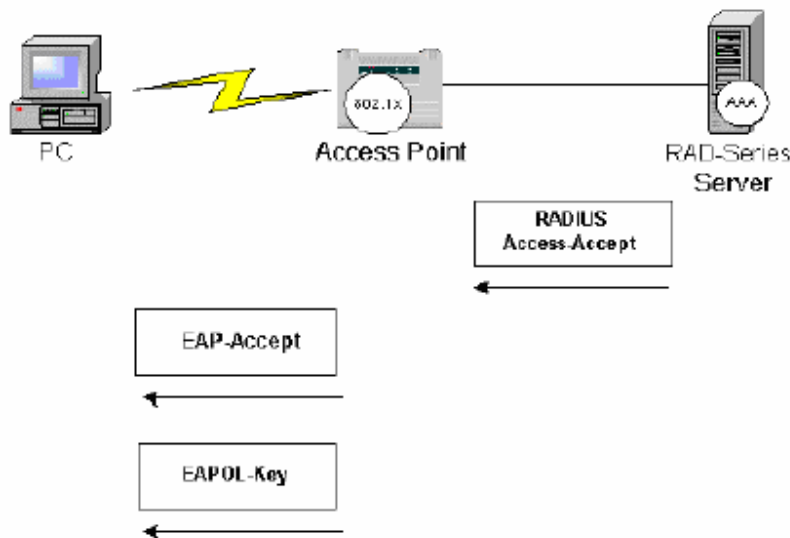 802.1X
AAA
PC
Access Point
RAD-Series
Server
RADIUS
Access-Accept
EAP-Accept
EAPOL-Key